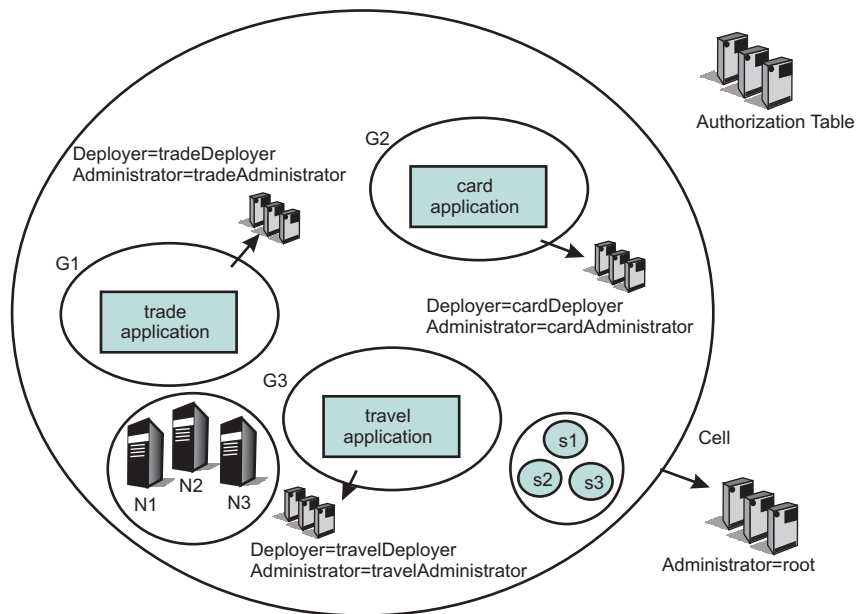 Authorization Table
G2
Deployer=tradeDeployer
Administrator=tradeAdministrator
card
application
G1
trade
application
Deployer=cardDeployer
Administrator=cardAdministrator
G3
travel
application
Cell
s1
s2
s3
N1
N2
N3
Deployer=travelDeployer
Administrator=travelAdministrator
Administrator=root